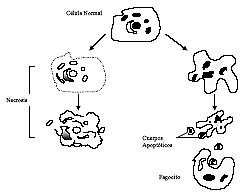 Célula Normal
Necrosis
Cuerpos
Apoptóticos
Fagocito